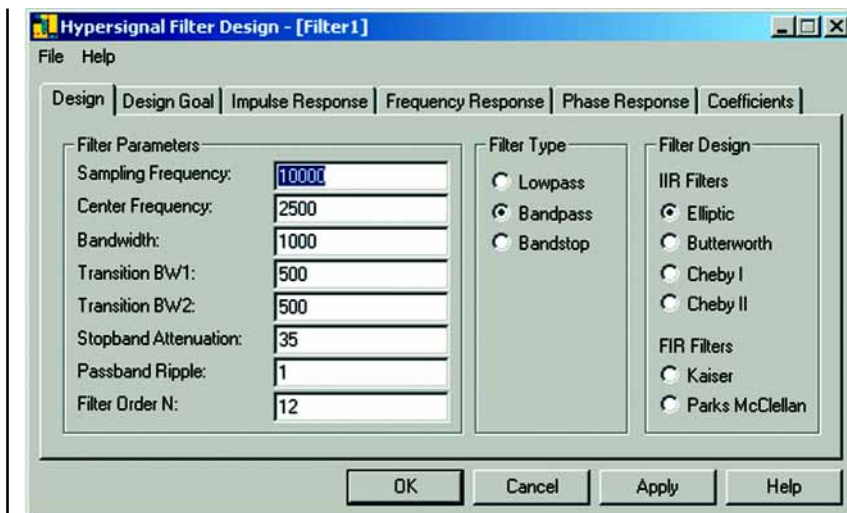 Hypersignal Filter Design - [Filter1]
File Help
Design Design Goal Impulse Response Frequency Response Phase Response Coefficients
Filter Parameters
Sampling Frequency: 10000
Center Frequency: 2500
Bandwidth: 1000
Transition BW1: 500
Transition BW2: 500
Stopband Attenuation: 35
Passband Ripple: 1
Filter Order N: 12
Filter Type
Lowpass
Bandpass
Bandstop
Filter Design
IIR Filters
Elliptic
Butterworth
Cheby I
Cheby II
FIR Filters
Kaiser
Parks McClellan
OK Cancel Apply Help